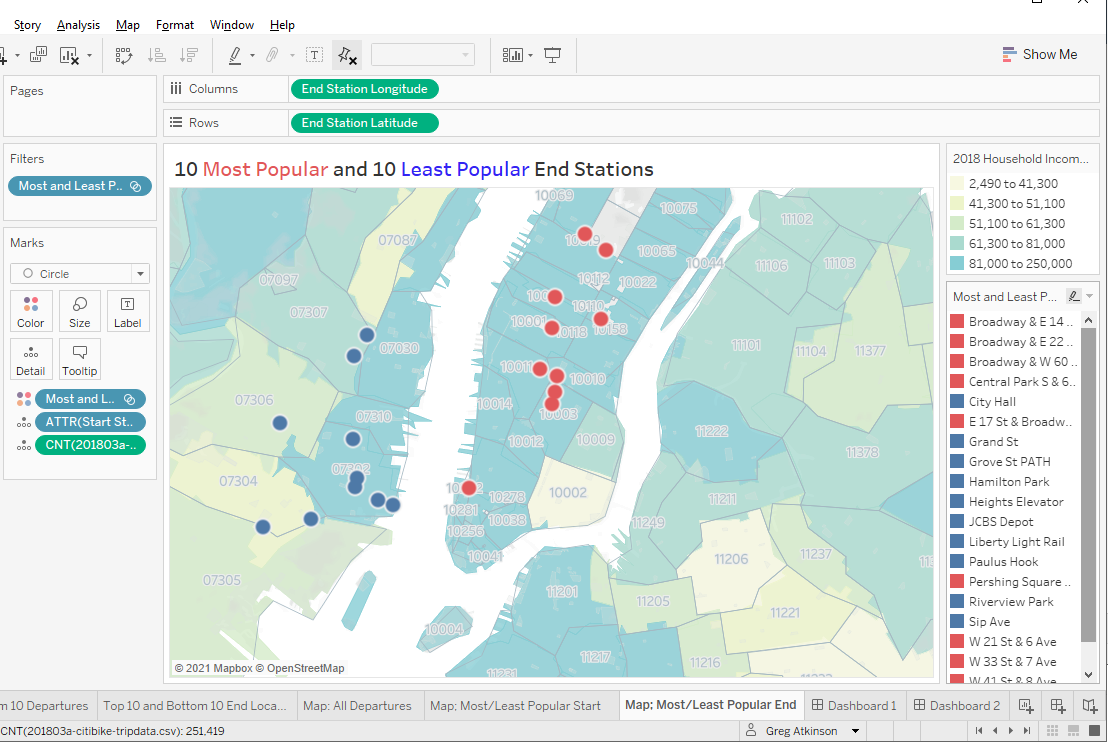 Story Analysis Map Format Window Help
Show Me
Pages
Columns
End Station Longitude
Rows
End Station Latitude
Filters
Most and Least P..
Marks
Circle
Color
Size
Label
Detail
Tooltip
Most and L..
ATTR(Start St..
CNT(201803a-..
10 Most Popular and 10 Least Popular End Stations
10069
10075
11102
07087
10065
10044
07097
10112
10022
11106
11103
07307
10110
10118
11101
11104
11377
07030
10011
10010
07306
10014
10003
07310
10012
10009
11222
11378
07302
07304
10002
10278
11211
10281
10038
11249
10256
10041
11206
11237
07305
11201
11205
11221
10004
11217
11216
11231
© 2021 Mapbox © OpenStreetMap
2018 Household Incom...
2,490 to 41,300
41,300 to 51,100
51,100 to 61,300
61,300 to 81,000
81,000 to 250,000
Most and Least P...
Broadway & E 14 ..
Broadway & E 22 ..
Broadway & W 60 ..
Central Park S & 6..
City Hall
E 17 St & Broadw..
Grand St
Grove St PATH
Hamilton Park
Heights Elevator
JCBS Depot
Liberty Light Rail
Paulus Hook
Pershing Square ..
Riverview Park
Sip Ave
W 21 St & 6 Ave
W 33 St & 7 Ave
W 41 St & 8 Ave
m 10 Departures
Top 10 and Bottom 10 End Loca...
Map: All Departures
Map; Most/Least Popular Start
Map; Most/Least Popular End
Dashboard 1
Dashboard 2
CNT(201803a-citibike-tripdata.csv): 251,419
Greg Atkinson